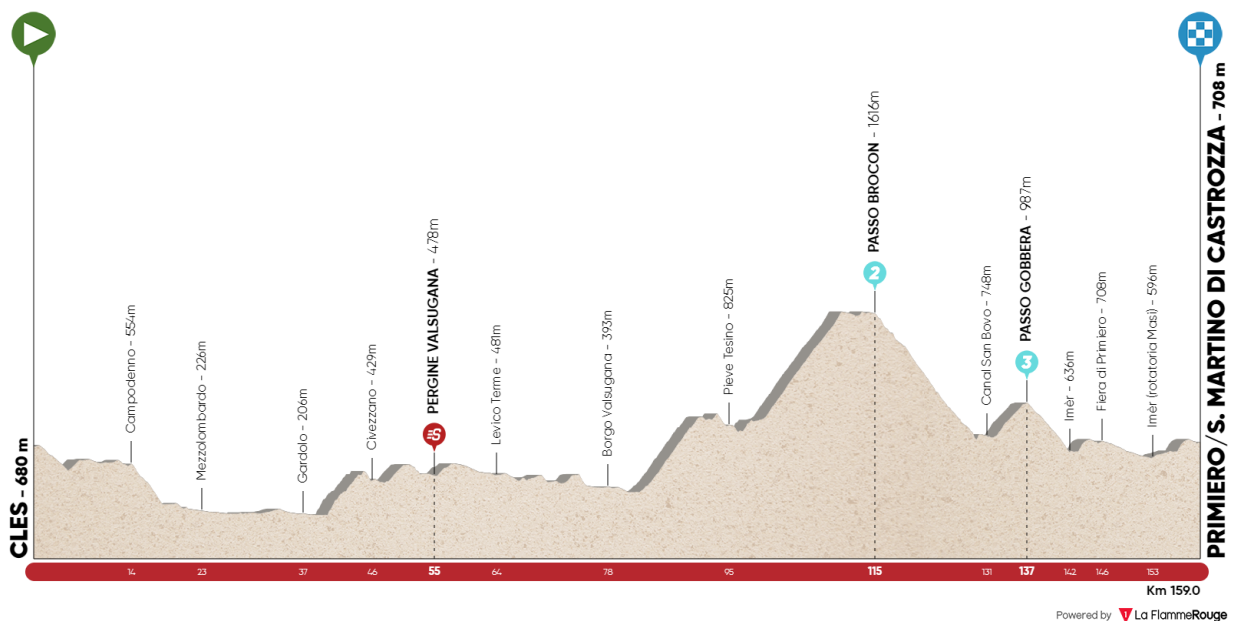 CLES - 680 m
Campodenno - 554m
Mezzolombardo - 226m
Gardolo - 206m
Civezzano - 429m
PERGINE VALSUGANA - 478m
S
Levico Terme - 481m
Borgo Valsugana - 393m
Pieve Tesino - 825m
PASSO BROCON - 1616m
2
Canal San Bovo - 748m
PASSO GOBBERA - 987m
3
Imèr - 636m
Fiera di Primiero - 708m
Imèr (rotatoria Masi) - 596m
PRIMIERO/S. MARTINO DI CASTROZZA - 708 m
14 23 37 46 55 64 78 95 115 131 137 142 146 153
Km 159.0
Powered by 1 La FlammeRouge